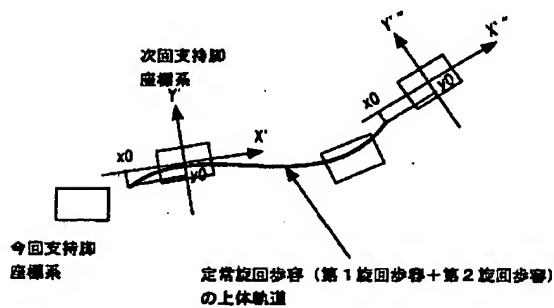 次回支持脚
座標系
Y'
X'
x0
y0
Y'"
X'"
x0
y0
今回支持脚
座標系
定常旋回歩容（第1旋回歩容+第2旋回歩容）
の上体軌道